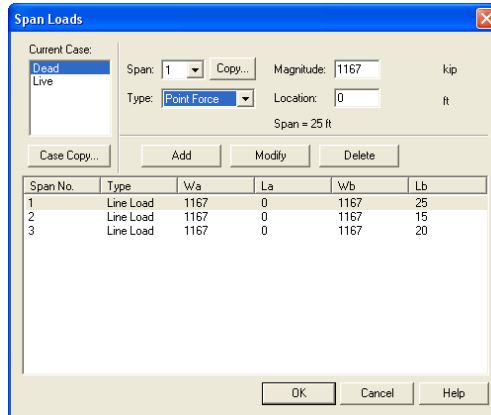 Span Loads
Current Case:
Dead
Live
Span: 1 Copy... Magnitude: 1167 kip
Type: Point Force Location: 0 ft
Span = 25 ft
Case Copy... Add Modify Delete
Span No. Type Wa La Wb Lb
1 Line Load 1167 0 1167 25
2 Line Load 1167 0 1167 15
3 Line Load 1167 0 1167 20
OK Cancel Help